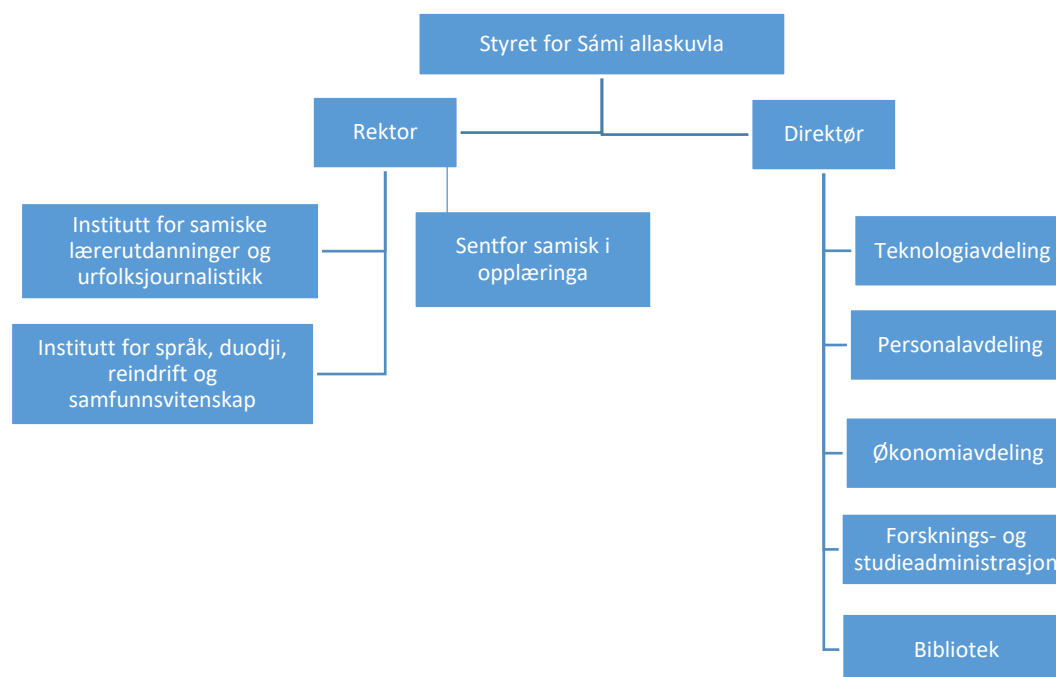 Styret for Sámi allaskuvla
Rektor
Direktør
Institutt for samiske
lærerutdanninger og
urfolksjournalistikk
Sentfor samisk i
opplæringa
Institutt for språk, duodji,
reindrift og
samfunnsvitenskap
Teknologiavdeling
Personalavdeling
Økonomiavdeling
Forsknings- og
studieadministrasjon
Bibliotek